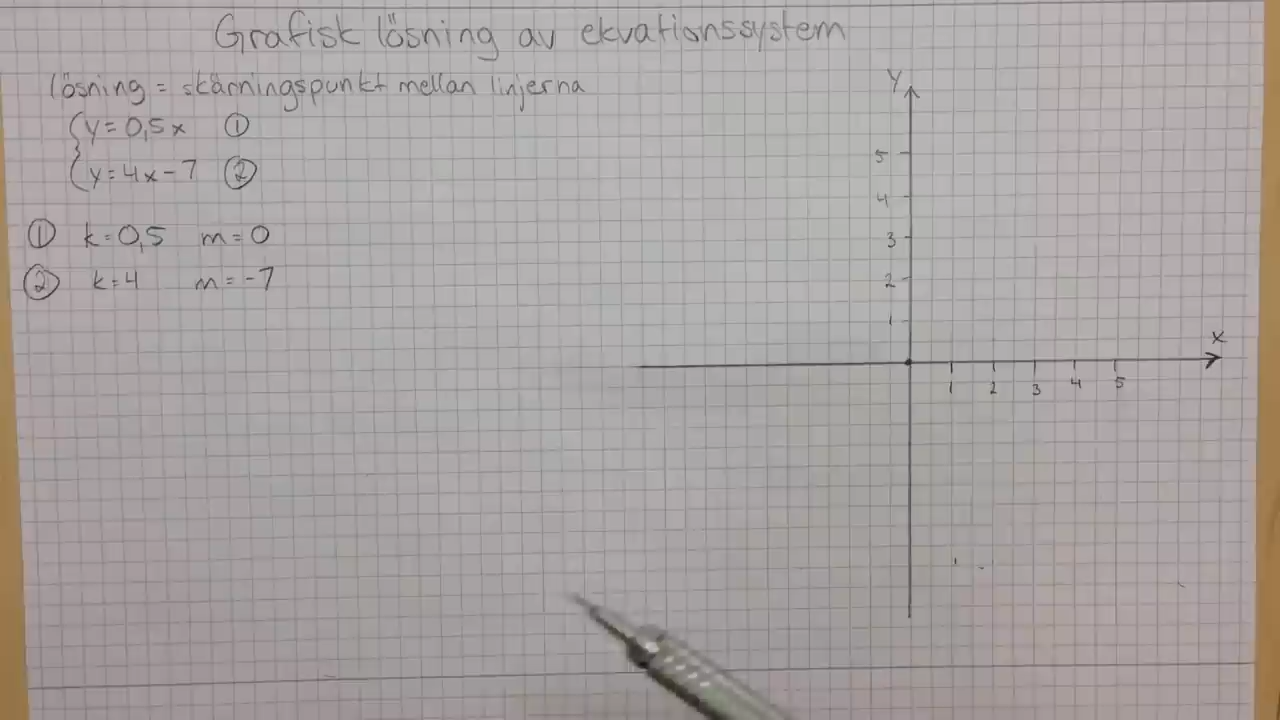 Grafisk lösning av ekvationssystem
lösning = skärningspunkt mellan linjerna
y = 0,5x ①
y = 4x - 7 ②
① k = 0,5 m = 0
② k = 4 m = -7
y
5
4
3
2
1
x
1 2 3 4 5